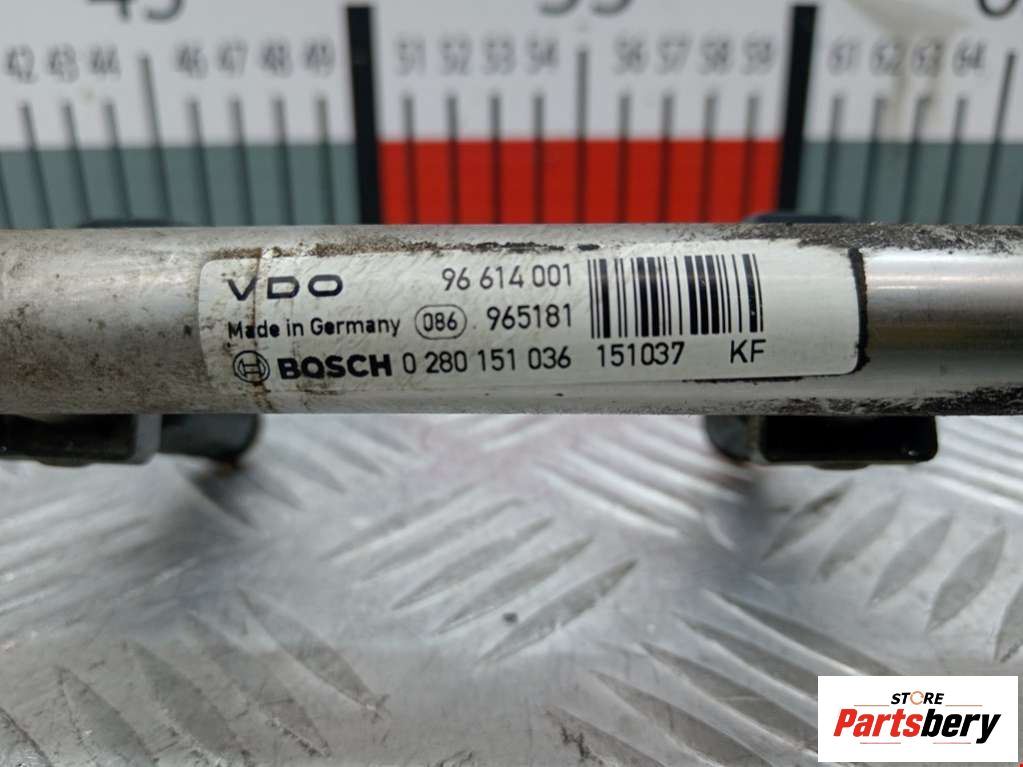 42 43 44 46 47 48 49 51 52 53 54 56 57 58 59 61 62 63 64
VDO 96 614 001
Made in Germany 086 965181
BOSCH 0 280 151 036 151037 KF
STORE
Partsbery